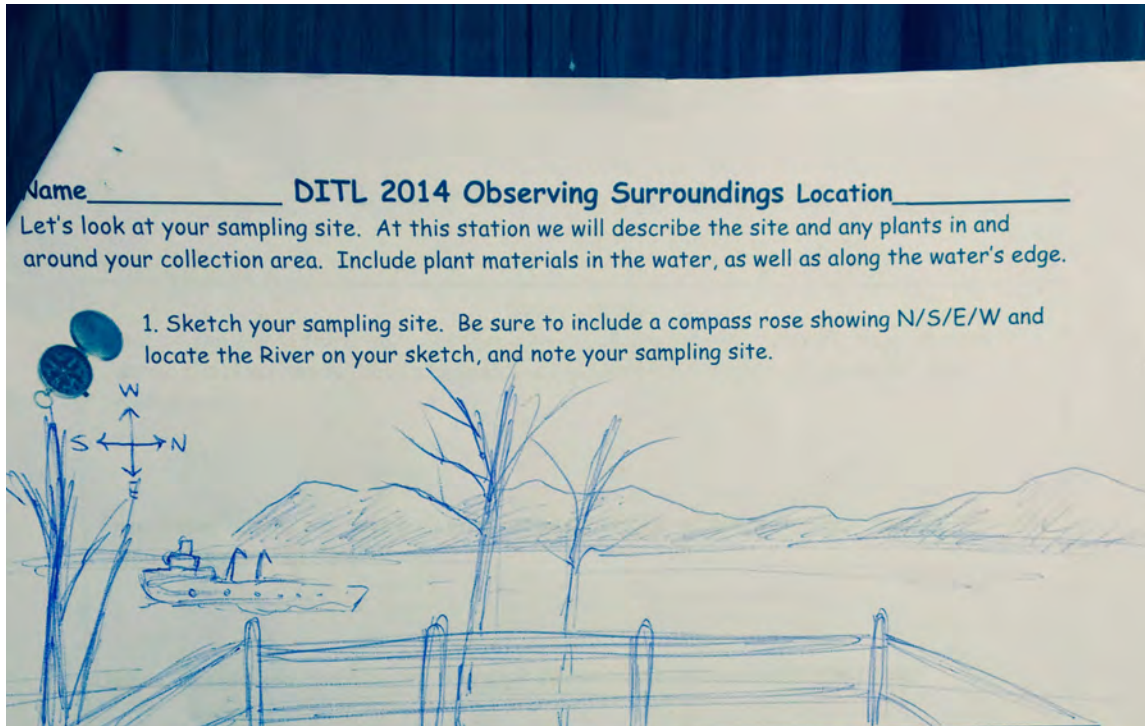 Name____________ DITL 2014 Observing Surroundings Location____________
Let's look at your sampling site. At this station we will describe the site and any plants in and
around your collection area. Include plant materials in the water, as well as along the water's edge.
1. Sketch your sampling site. Be sure to include a compass rose showing N/S/E/W and
locate the River on your sketch, and note your sampling site.
W
S N
E